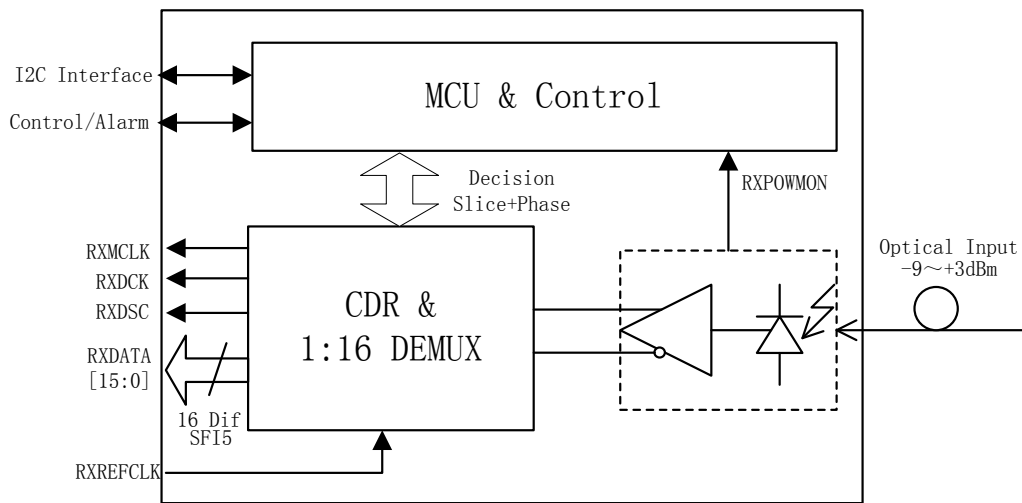 I2C Interface
Control/Alarm
MCU & Control
Decision
Slice+Phase
RXPOWMON
Optical Input
-9～+3dBm
RXMCLK
RXDCK
RXDSC
RXDATA
[15:0]
CDR &
1:16 DEMUX
16 Dif
SFI5
RXREFCLK